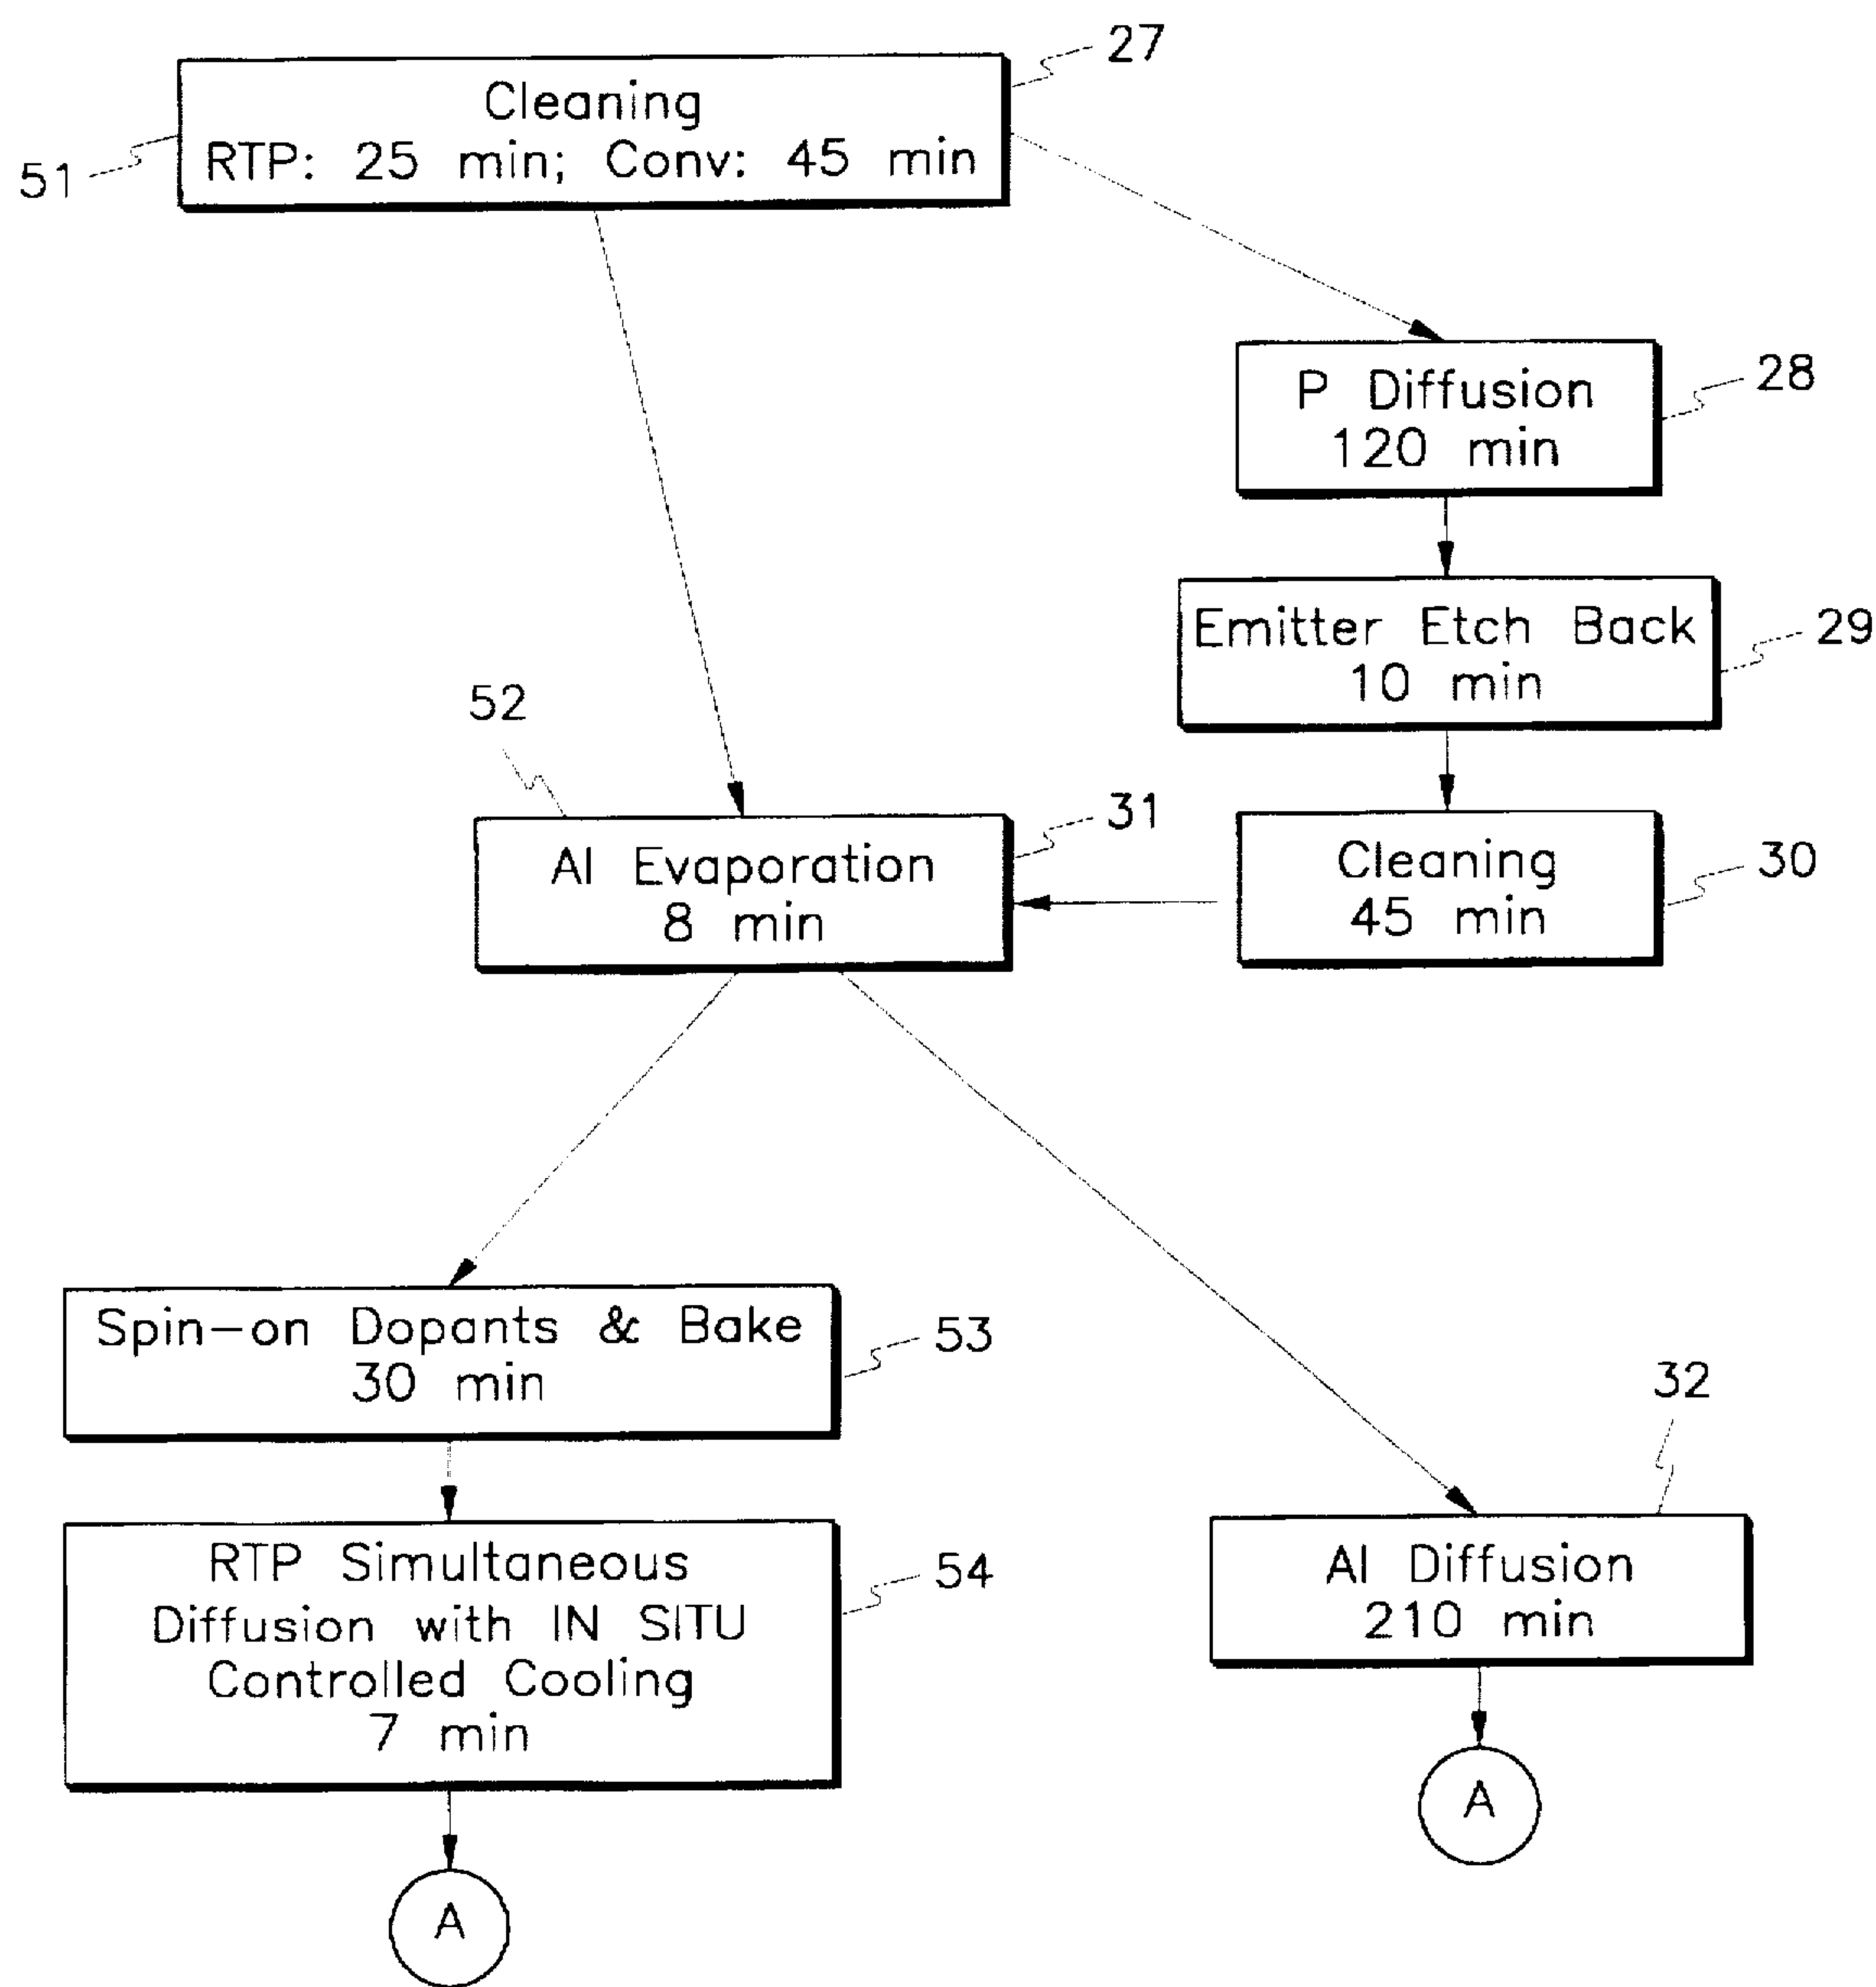 27
Cleaning
RTP: 25 min; Conv: 45 min
51
P Diffusion
120 min
28
Emitter Etch Back
10 min
29
52
31
Al Evaporation
8 min
Cleaning
45 min
30
Spin-on Dopants & Bake
30 min
53
32
RTP Simultaneous
Diffusion with IN SITU
Controlled Cooling
7 min
54
Al Diffusion
210 min
A
A